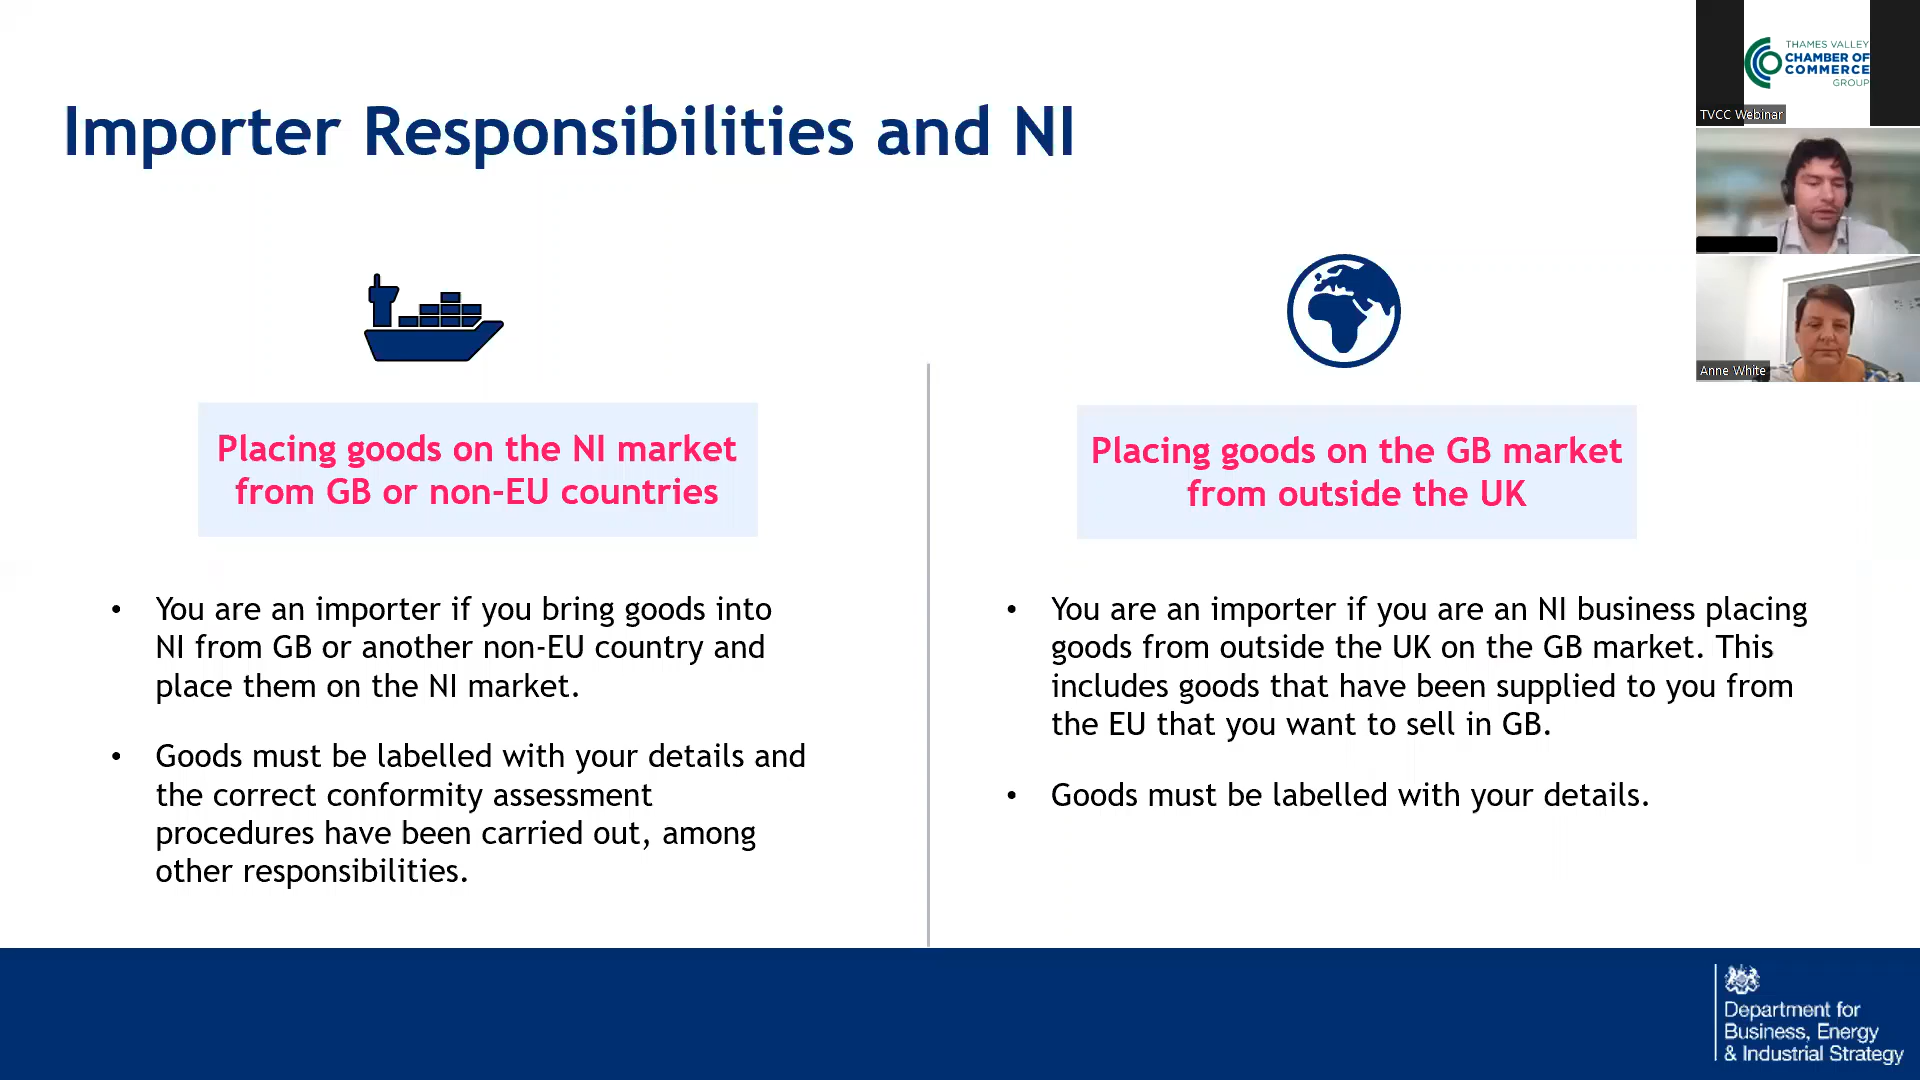 Importer Responsibilities and NI
Placing goods on the NI market
from GB or non-EU countries
• You are an importer if you bring goods into
NI from GB or another non-EU country and
place them on the NI market.
• Goods must be labelled with your details and
the correct conformity assessment
procedures have been carried out, among
other responsibilities.
Placing goods on the GB market
from outside the UK
• You are an importer if you are an NI business placing
goods from outside the UK on the GB market. This
includes goods that have been supplied to you from
the EU that you want to sell in GB.
• Goods must be labelled with your details.
THAMES VALLEY
CHAMBER OF
COMMERCE
GROUP
TVCC Webinar
Anne White
Department for
Business, Energy
& Industrial Strategy